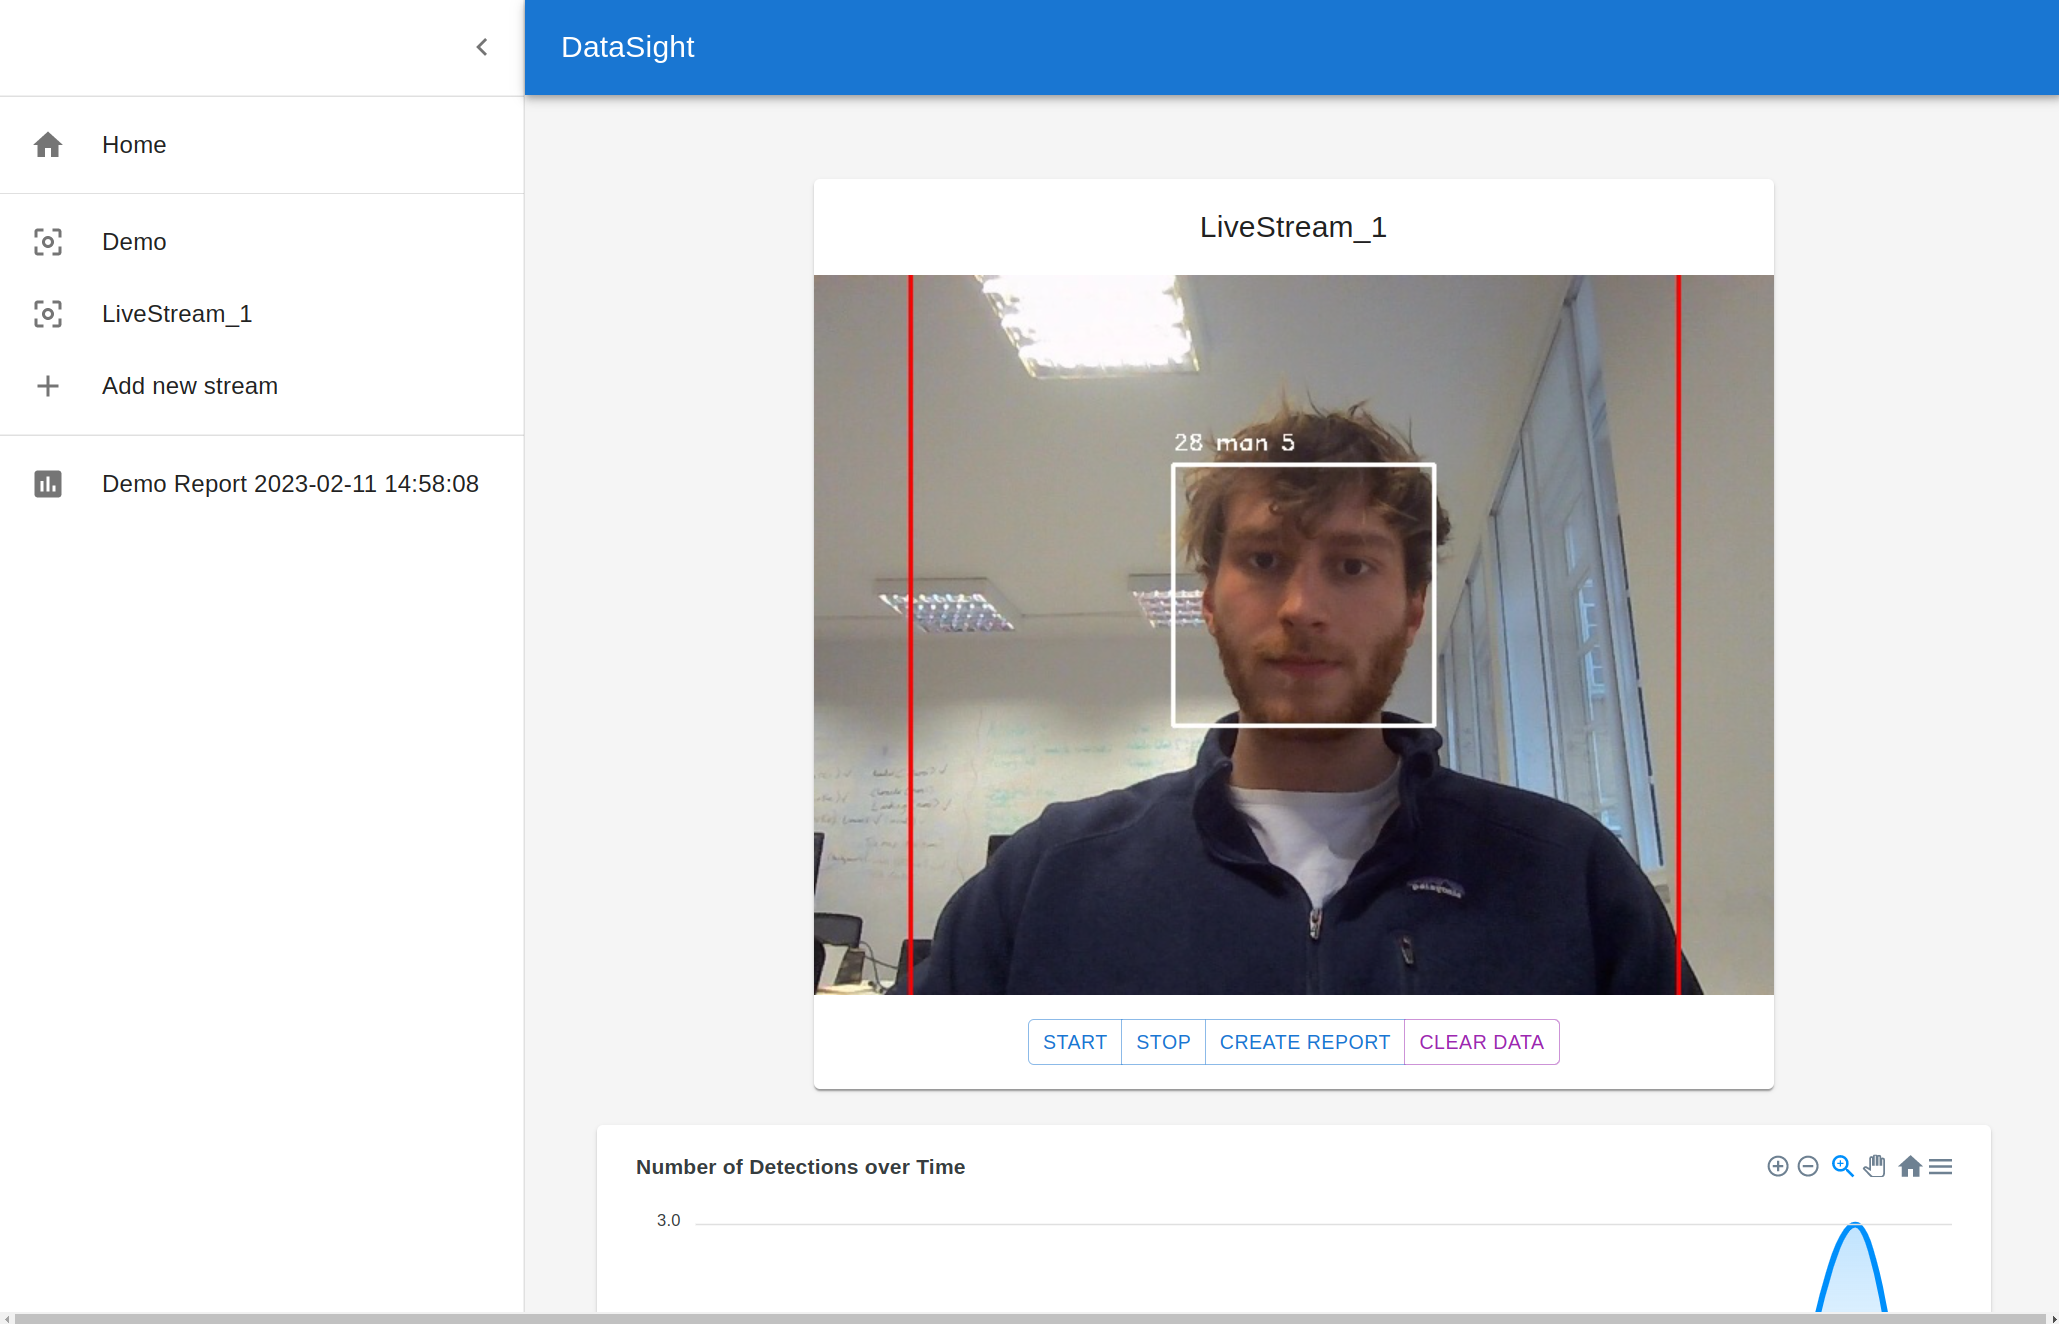 DataSight
Home
Demo
LiveStream_1
Add new stream
Demo Report 2023-02-11 14:58:08
LiveStream_1
28 man 5
patagonia
START STOP CREATE REPORT CLEAR DATA
Number of Detections over Time
3.0